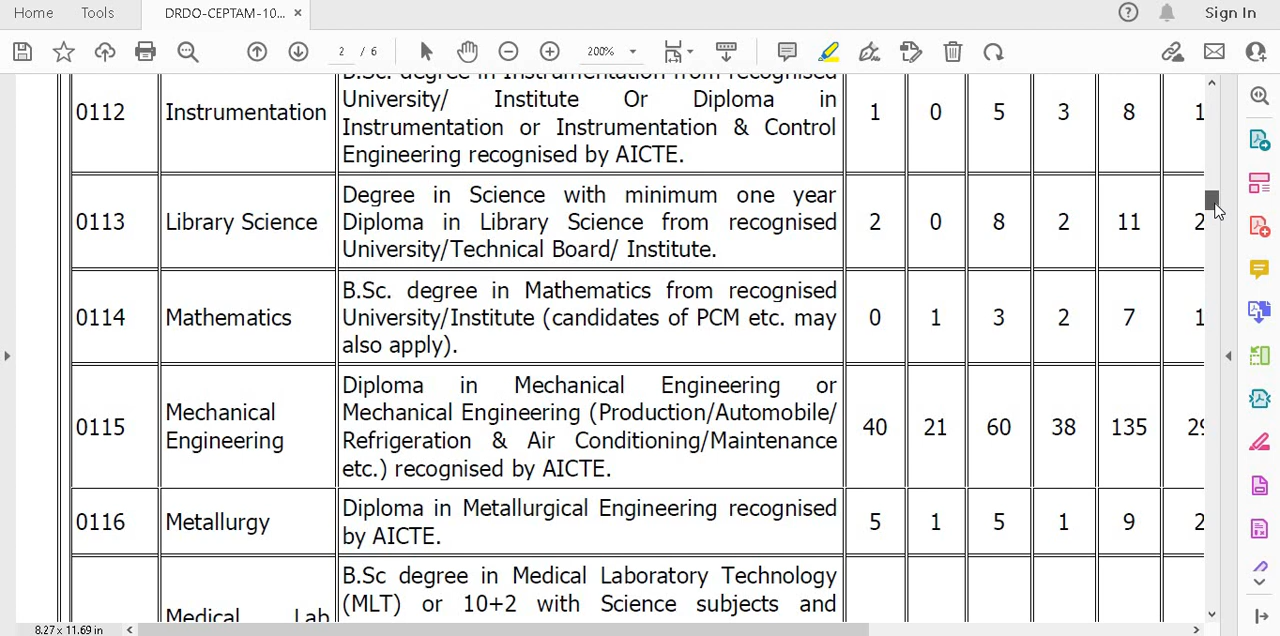 Home Tools DRDO-CEPTAM-10... × Sign In
2 / 6 200%
B.Sc. degree in Instrumentation from recognised
0112 Instrumentation University/ Institute Or Diploma in 1 0 5 3 8 1
Instrumentation or Instrumentation & Control
Engineering recognised by AICTE.
Degree in Science with minimum one year
0113 Library Science Diploma in Library Science from recognised 2 0 8 2 11 2
University/Technical Board/ Institute.
B.Sc. degree in Mathematics from recognised
0114 Mathematics University/Institute (candidates of PCM etc. may 0 1 3 2 7 1
also apply).
Diploma in Mechanical Engineering or
0115 Mechanical Engineering Mechanical Engineering (Production/Automobile/ 40 21 60 38 135 29
Refrigeration & Air Conditioning/Maintenance
etc.) recognised by AICTE.
0116 Metallurgy Diploma in Metallurgical Engineering recognised 5 1 5 1 9 2
by AICTE.
B.Sc degree in Medical Laboratory Technology
Medical Lab (MLT) or 10+2 with Science subjects and
8.27 x 11.69 in